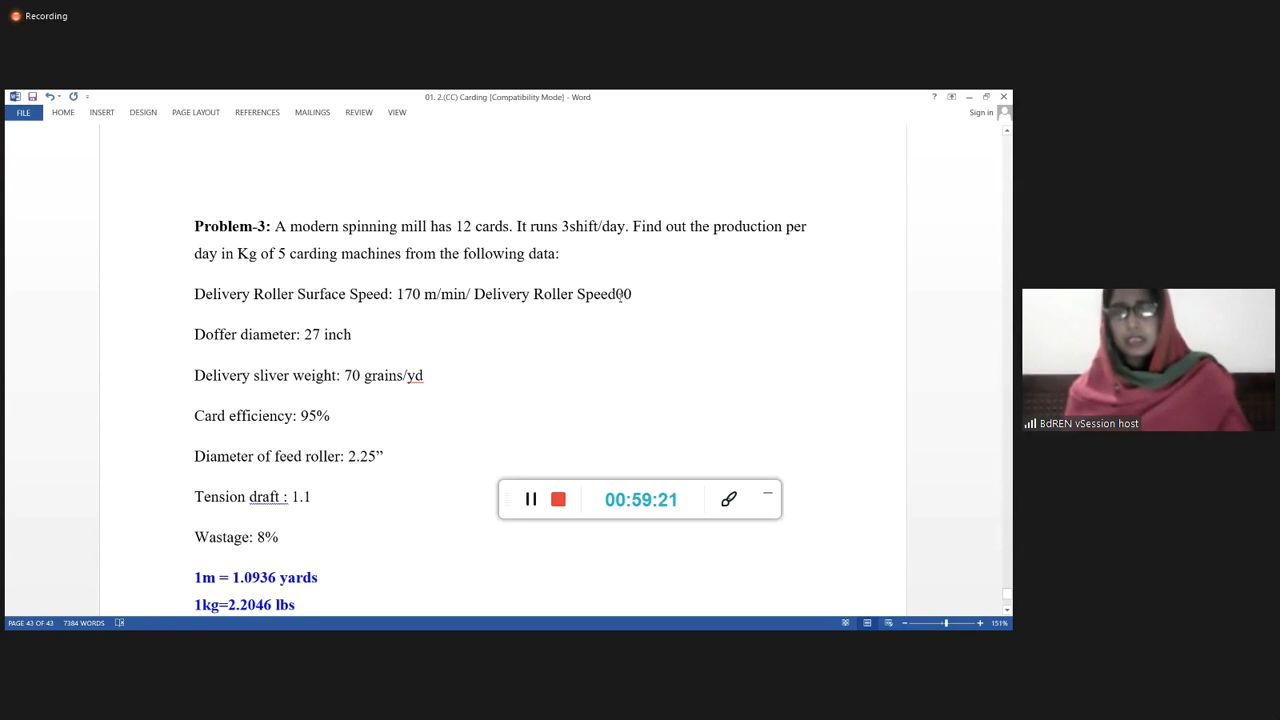 Recording
01. 2.(CC) Carding [Compatibility Mode] - Word
?
FILE HOME INSERT DESIGN PAGE LAYOUT REFERENCES MAILINGS REVIEW VIEW
Sign in
Problem-3: A modern spinning mill has 12 cards. It runs 3shift/day. Find out the production per
day in Kg of 5 carding machines from the following data:
Delivery Roller Surface Speed: 170 m/min/ Delivery Roller Speed00
Doffer diameter: 27 inch
Delivery sliver weight: 70 grains/yd
Card efficiency: 95%
Diameter of feed roller: 2.25”
Tension draft : 1.1
Wastage: 8%
1m = 1.0936 yards
1kg=2.2046 lbs
00:59:21
BdREN vSession host
PAGE 43 OF 43 7384 WORDS
151%